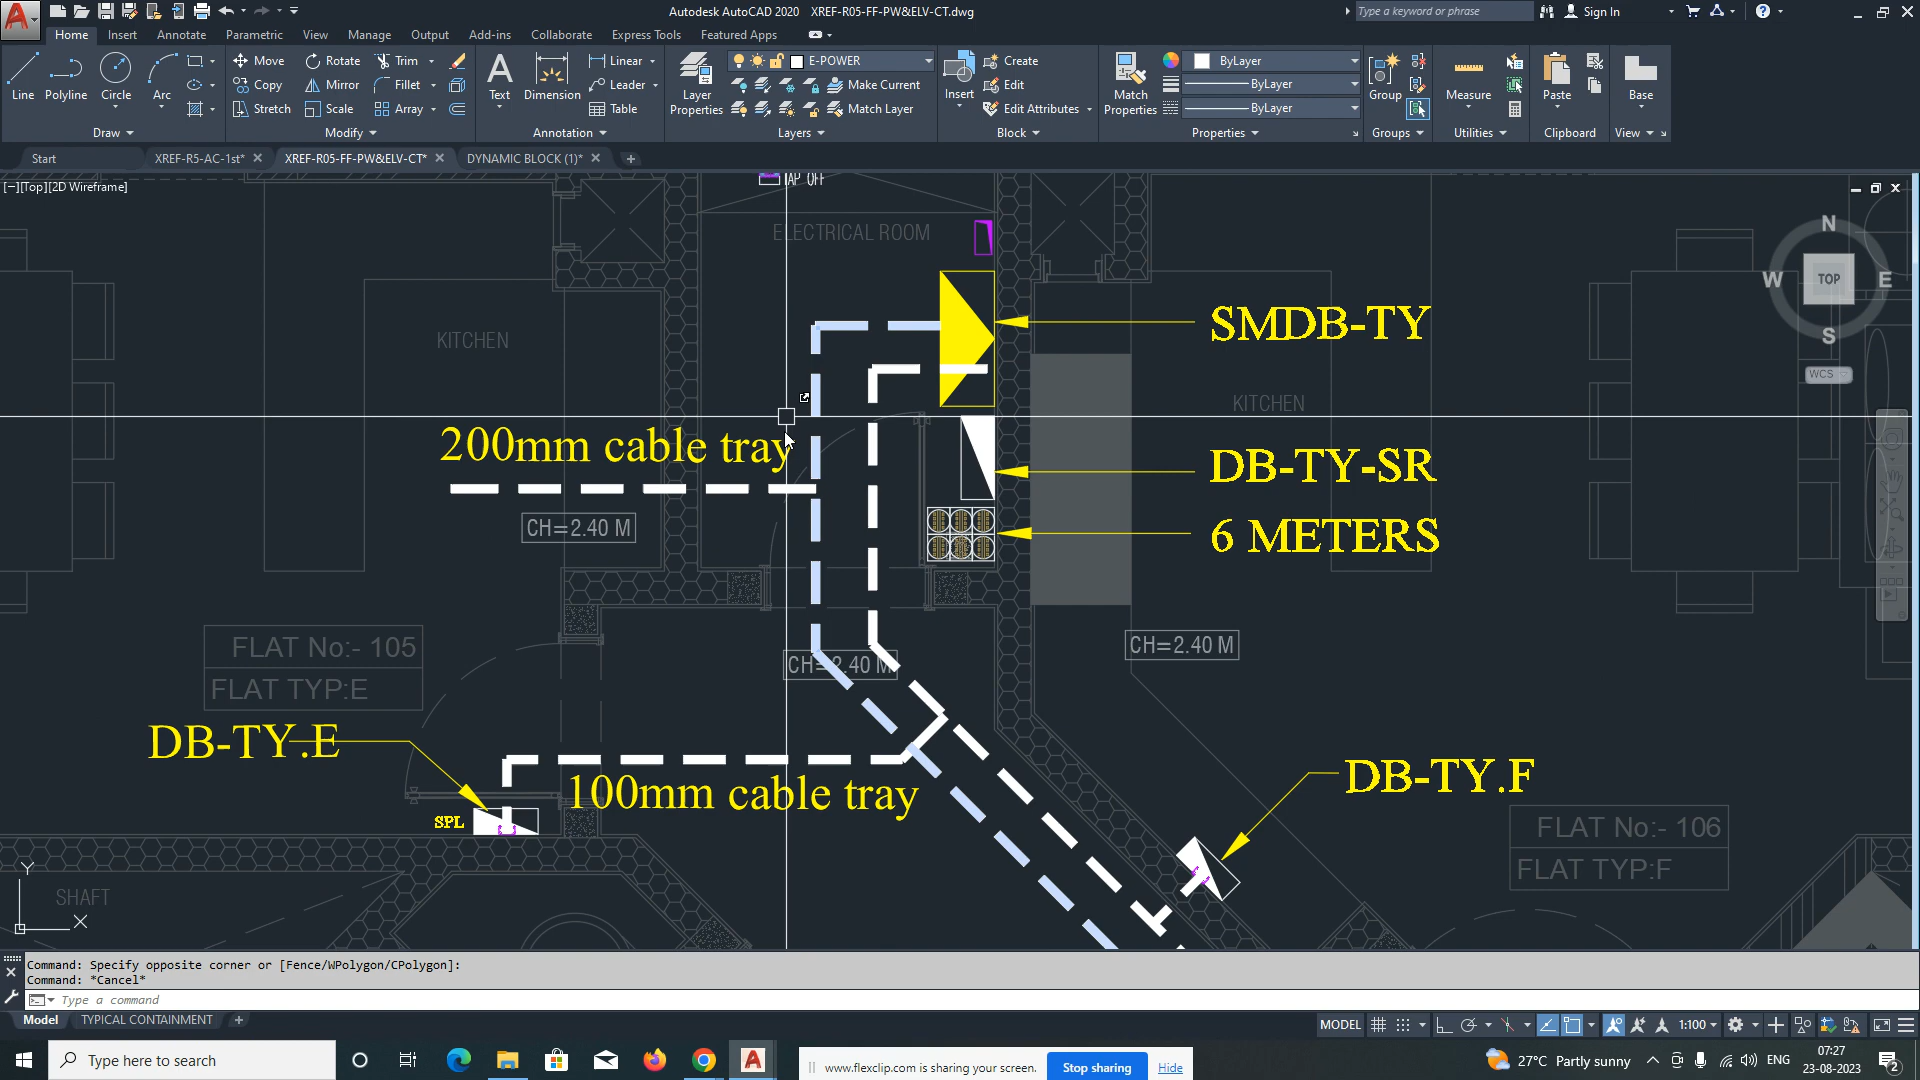 Autodesk AutoCAD 2020 XREF-R05-FF-PW&ELV-CT.dwg
Type a keyword or phrase
Sign In
Home Insert Annotate Parametric View Manage Output Add-ins Collaborate Express Tools Featured Apps
Line Polyline Circle Arc
Move Rotate Trim
Copy Mirror Fillet
Stretch Scale Array
Text Dimension
Linear
Leader
Table
Layer Properties
E-POWER
Make Current
Match Layer
Insert
Create
Edit
Edit Attributes
Match Properties
ByLayer
ByLayer
ByLayer
Group Measure Paste Base
Draw Modify Annotation Layers Block Properties Groups Utilities Clipboard View
Start XREF-R5-AC-1st* XREF-R05-FF-PW&ELV-CT* DYNAMIC BLOCK (1)*
[−][Top][2D Wireframe]
TAP OFF
ELECTRICAL ROOM
N
W TOP E
S
WCS
SMDB-TY
KITCHEN
KITCHEN
200mm cable tray
DB-TY-SR
CH=2.40 M
6 METERS
FLAT No:- 105
FLAT TYP:E
CH=2.40 M
CH=2.40 M
DB-TY.E
100mm cable tray
DB-TY.F
SPL
FLAT No:- 106
FLAT TYP:F
SHAFT
Y
X
Command: Specify opposite corner or [Fence/WPolygon/CPolygon]:
Command: *Cancel*
Type a command
Model TYPICAL CONTAINMENT
MODEL 1:100
Type here to search
www.flexclip.com is sharing your screen. Stop sharing Hide
27°C Partly sunny
ENG
07:27
23-08-2023
2